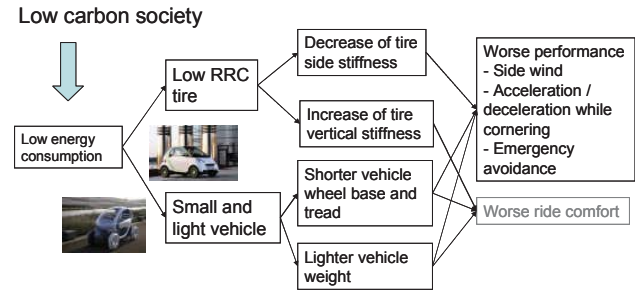 Low carbon society
Low energy
consumption
Low RRC
tire
Small and
light vehicle
Decrease of tire
side stiffness
Increase of tire
vertical stiffness
Shorter vehicle
wheel base and
tread
Lighter vehicle
weight
Worse performance
- Side wind
- Acceleration /
deceleration while
cornering
- Emergency
avoidance
Worse ride comfort